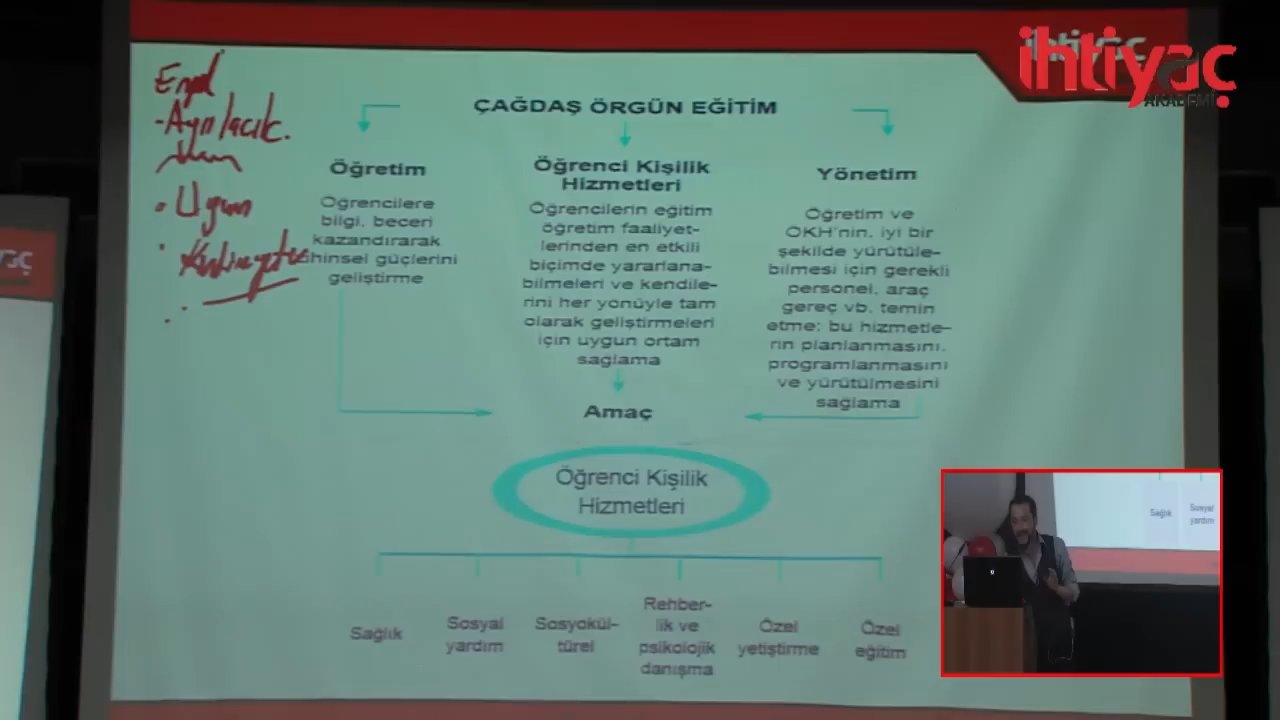 ihtiyaç
AKADEMİ
ÇAĞDAŞ ÖRGÜN EĞİTİM
Öğretim
Öğrencilere
bilgi, beceri
kazandırarak
ihinsel güçlerini
geliştirme
Öğrenci Kişilik
Hizmetleri
Öğrencilerin eğitim
öğretim faaliyet-
lerinden en etkili
biçimde yararlana-
bilmeleri ve kendile-
rini her yönüyle tam
olarak geliştirmeleri
için uygun ortam
sağlama
Yönetim
Öğretim ve
ÖKH'nin, iyi bir
şekilde yürütüle-
bilmesi için gerekli
personel, araç
gereç vb. temin
etme; bu hizmetle-
rin planlanmasını,
programlanmasını
ve yürütülmesini
sağlama
Amaç
Öğrenci Kişilik
Hizmetleri
Sağlık
Sosyal
yardım
Sosyokül-
türel
Rehber-
lik ve
psikolojik
danışma
Özel
yetiştirme
Özel
eğitim
- Ayrılacık.
• Uygun
Sağlık
Sosyal
yardım